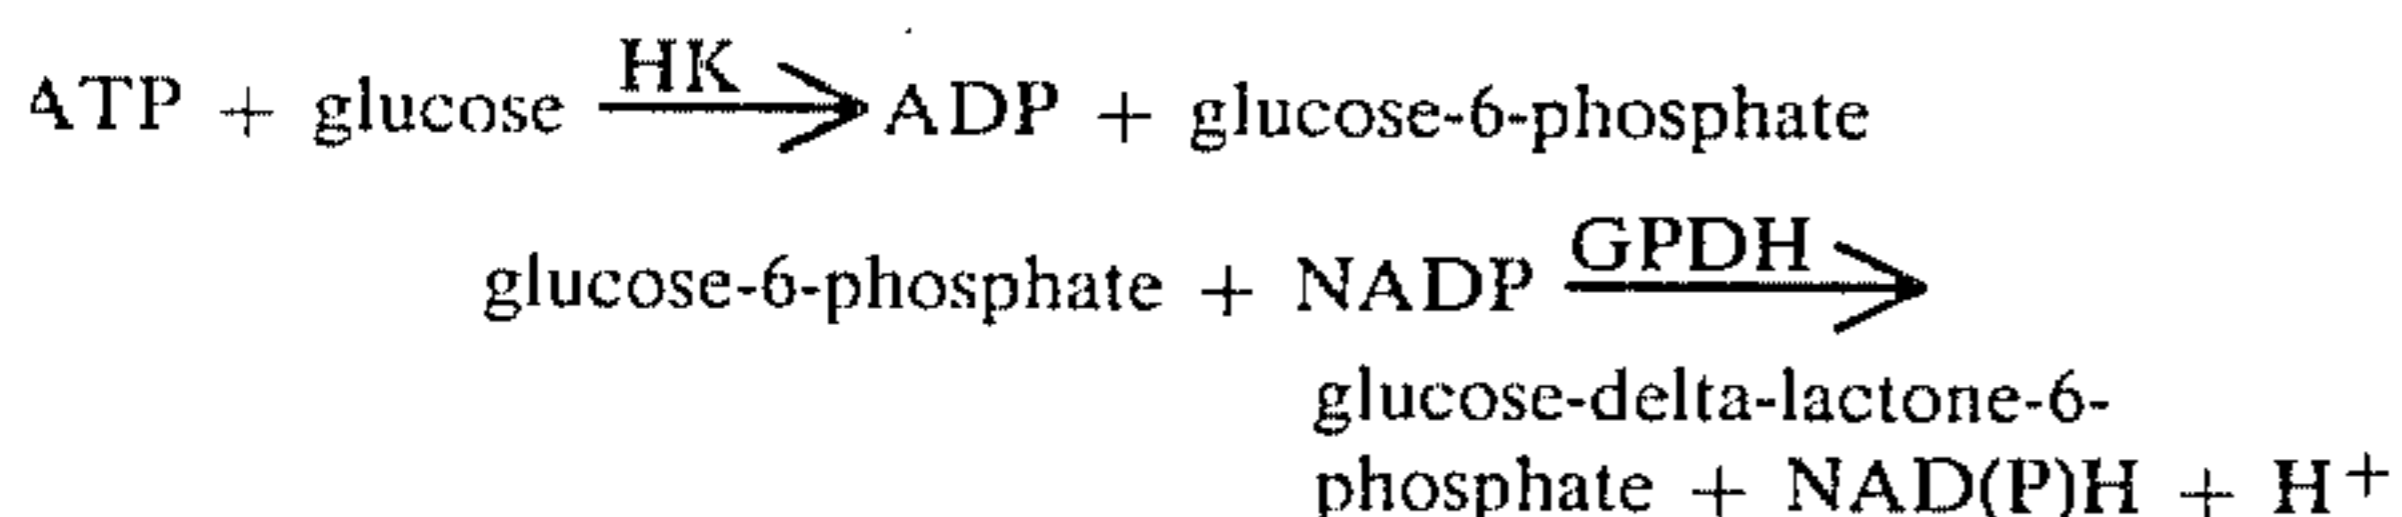 ATP + glucose HK → ADP + glucose-6-phosphate
glucose-6-phosphate + NADP GPDH →
glucose-delta-lactone-6-
phosphate + NAD(P)H + H⁺